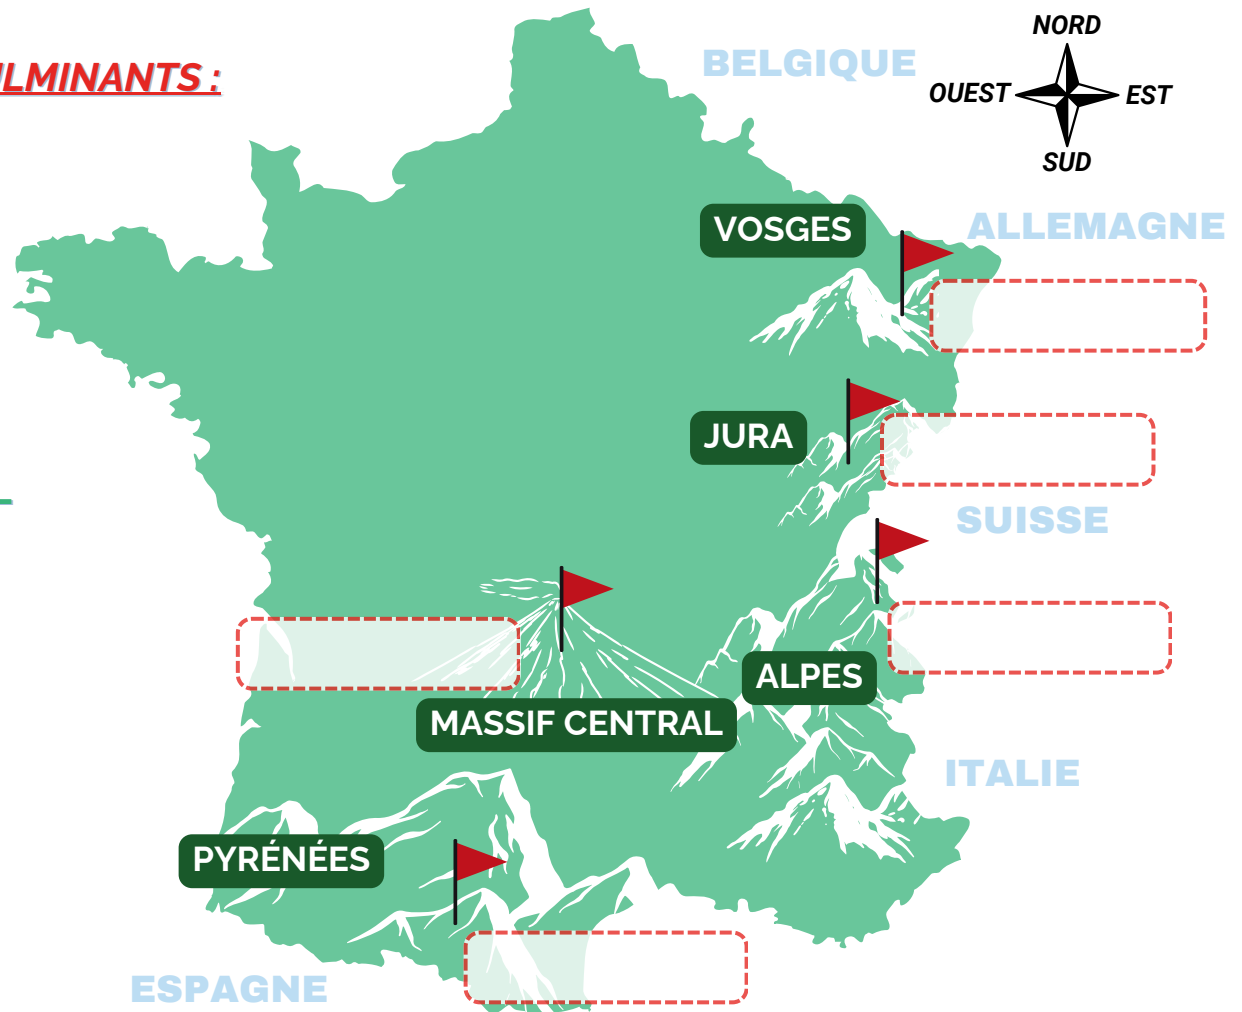 NORD
BELGIQUE
LMINANTS :
OUEST
EST
SUD
VOSGES
ALLEMAGNE
JURA
SUISSE
ALPES
MASSIF CENTRAL
ITALIE
PYRÉNÉES
ESPAGNE